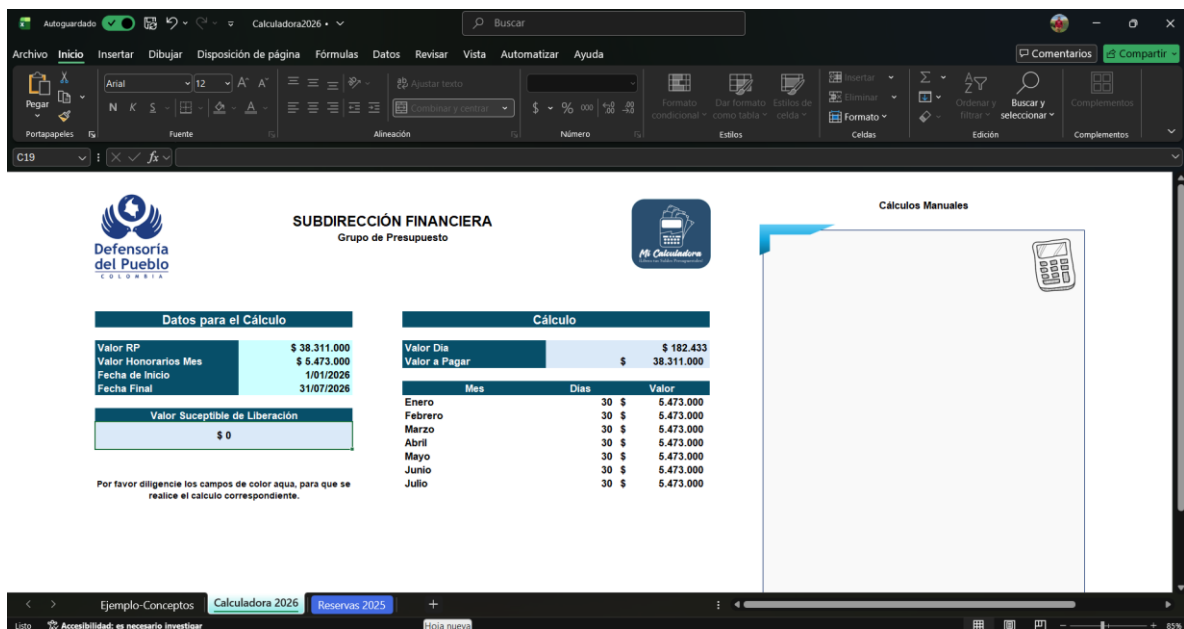 Autoguardado
Calculadora2026 •
Buscar
Archivo Inicio Insertar Dibujar Disposición de página Fórmulas Datos Revisar Vista Automatizar Ayuda
Comentarios
Compartir
Pegar
Arial
12
N K S
Ajustar texto
Combinar y centrar
$ % 000
Formato condicional
Dar formato como tabla
Estilos de celda
Insertar
Eliminar
Formato
Ordenar y filtrar
Buscar y seleccionar
Complementos
Portapapeles
Fuente
Alineación
Número
Estilos
Celdas
Edición
Complementos
C19
fx
Defensoría
del Pueblo
COLOMBIA
SUBDIRECCIÓN FINANCIERA
Grupo de Presupuesto
Mi Calculadora
Cálculos Manuales
Datos para el Cálculo
Valor RP $ 38.311.000
Valor Honorarios Mes $ 5.473.000
Fecha de Inicio 1/01/2026
Fecha Final 31/07/2026
Valor Suceptible de Liberación
$ 0
Por favor diligencie los campos de color aqua, para que se
realice el calculo correspondiente.
Cálculo
Valor Dia $ 182.433
Valor a Pagar $ 38.311.000
Mes Dias Valor
Enero 30 $ 5.473.000
Febrero 30 $ 5.473.000
Marzo 30 $ 5.473.000
Abril 30 $ 5.473.000
Mayo 30 $ 5.473.000
Junio 30 $ 5.473.000
Julio 30 $ 5.473.000
Ejemplo-Conceptos Calculadora 2026 Reservas 2025 +
Listo Accesibilidad: es necesario investigar
Hoja nueva
85%